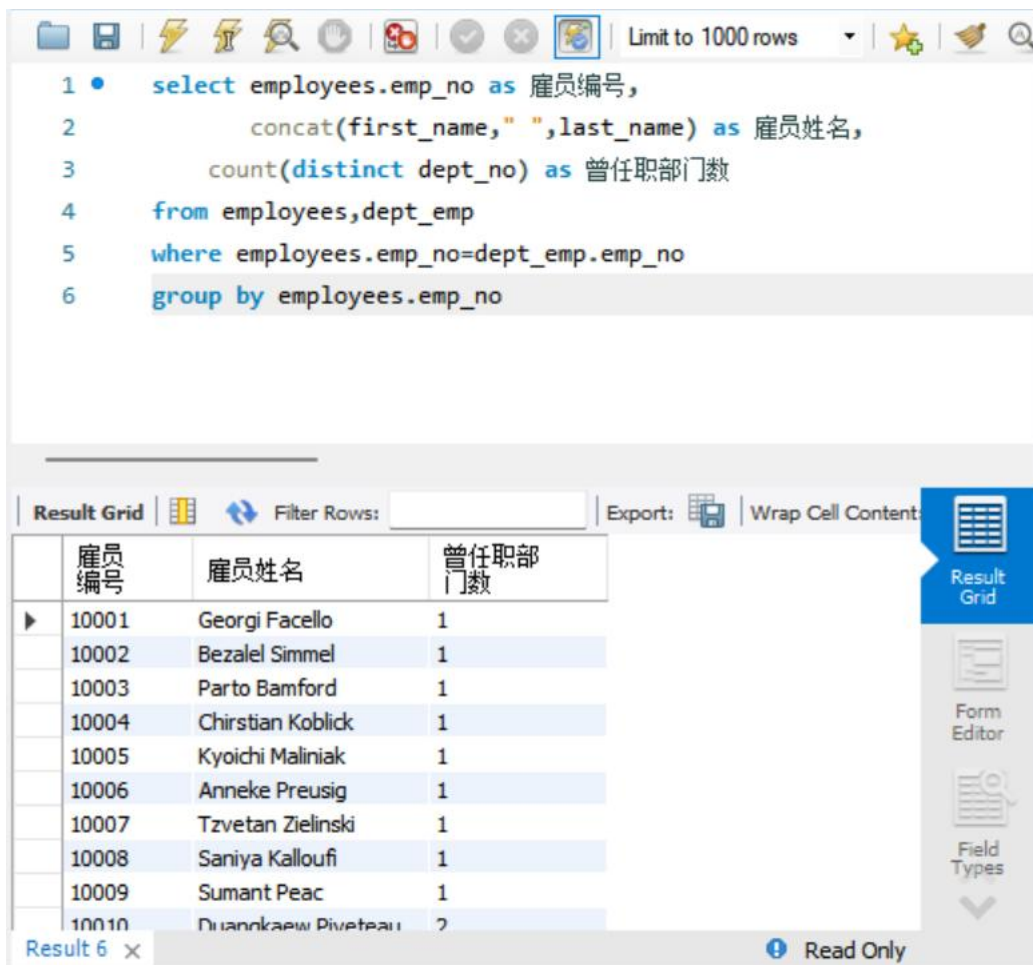 Limit to 1000 rows
1 select employees.emp_no as 雇员编号,
2 concat(first_name," ",last_name) as 雇员姓名,
3 count(distinct dept_no) as 曾任职部门数
4 from employees,dept_emp
5 where employees.emp_no=dept_emp.emp_no
6 group by employees.emp_no
Result Grid Filter Rows: Export: Wrap Cell Content:
雇员编号 雇员姓名 曾任职部门数
10001 Georgi Facello 1
10002 Bezalel Simmel 1
10003 Parto Bamford 1
10004 Chirstian Koblick 1
10005 Kyoichi Maliniak 1
10006 Anneke Preusig 1
10007 Tzvetan Zielinski 1
10008 Saniya Kalloufi 1
10009 Sumant Peac 1
10010 Duangkaew Piveteau 2
Result
Grid
Form
Editor
Field
Types
Result 6 Read Only